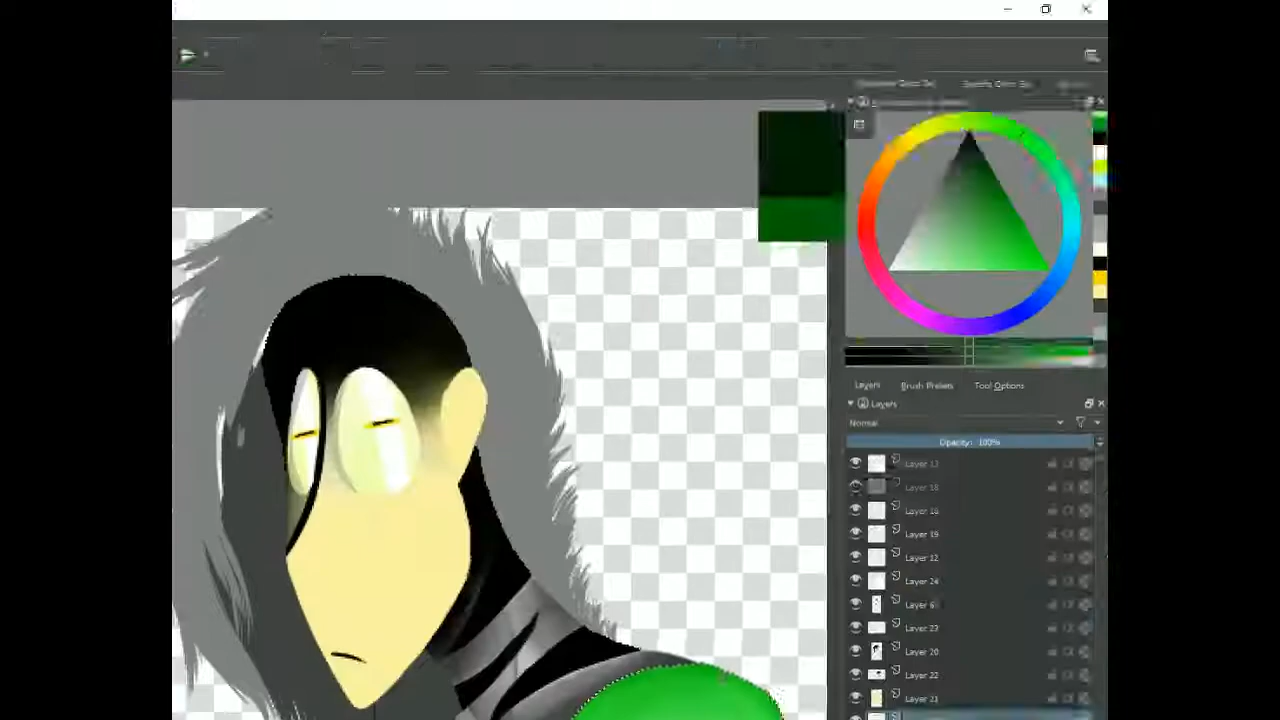 Layers Brush Presets Tool Options
Layers
Normal
Opacity: 100%
Layer 17
Layer 18
Layer 18
Layer 19
Layer 12
Layer 24
Layer 6
Layer 23
Layer 20
Layer 22
Layer 21